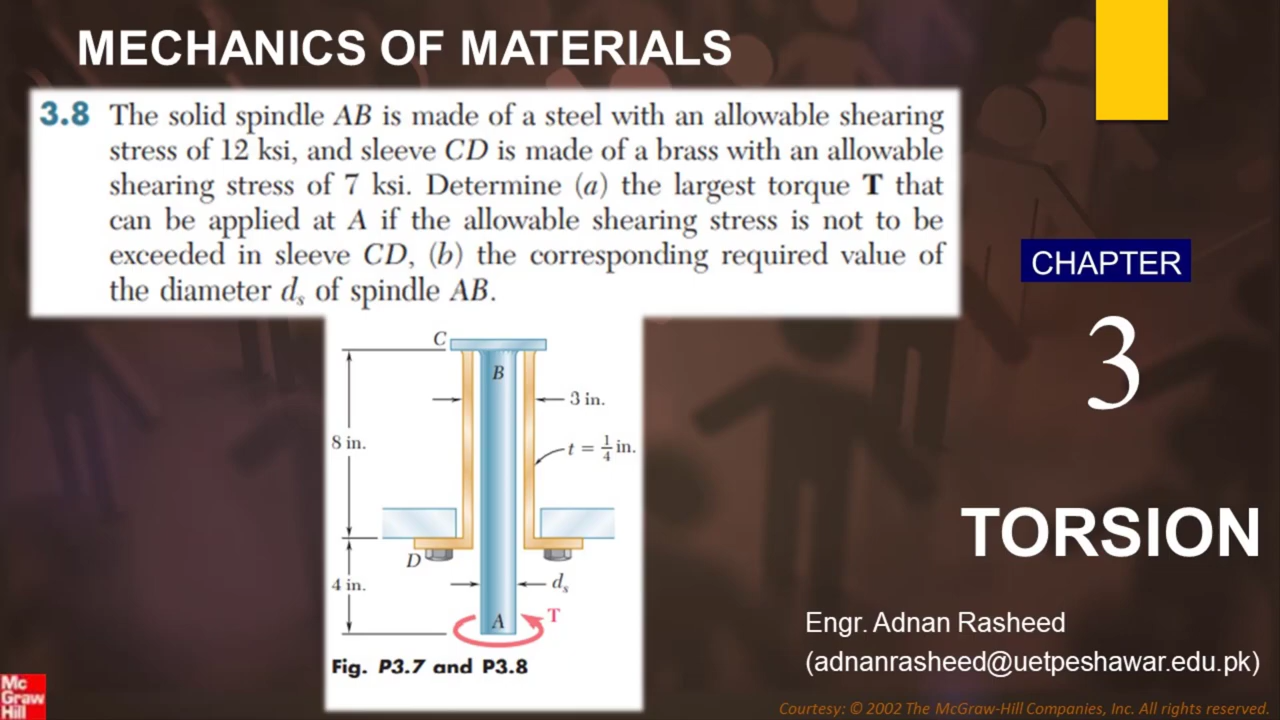 MECHANICS OF MATERIALS
3.8 The solid spindle AB is made of a steel with an allowable shearing
stress of 12 ksi, and sleeve CD is made of a brass with an allowable
shearing stress of 7 ksi. Determine (a) the largest torque T that
can be applied at A if the allowable shearing stress is not to be
exceeded in sleeve CD, (b) the corresponding required value of
the diameter dₛ of spindle AB.
CHAPTER
3
TORSION
C
B
3 in.
8 in.
t = 1/4 in.
D
4 in.
dₛ
A
T
Fig. P3.7 and P3.8
Engr. Adnan Rasheed
(adnanrasheed@uetpeshawar.edu.pk)
Mc
Graw
Hill
Courtesy: © 2002 The McGraw-Hill Companies, Inc. All rights reserved.